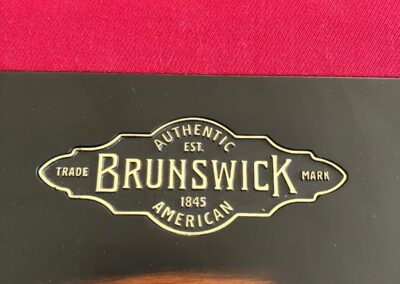 AUTHENTIC
EST.
TRADE BRUNSWICK MARK
1845
AMERICAN